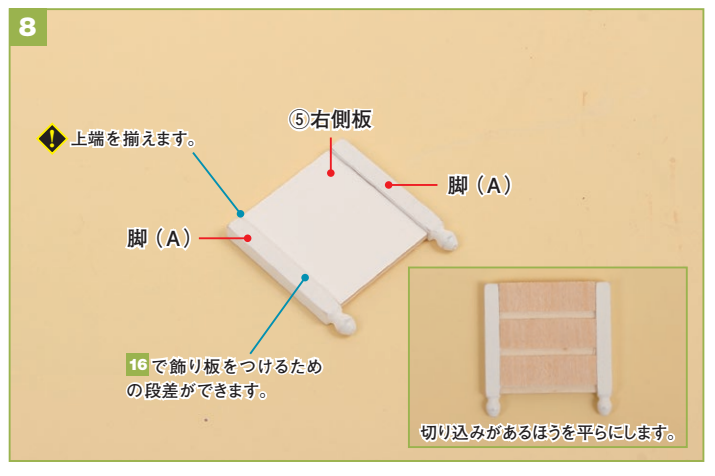 8
⑤右側板
上端を揃えます。
脚（A）
脚（A）
16で飾り板をつけるため
の段差ができます。
切り込みがあるほうを平らにします。